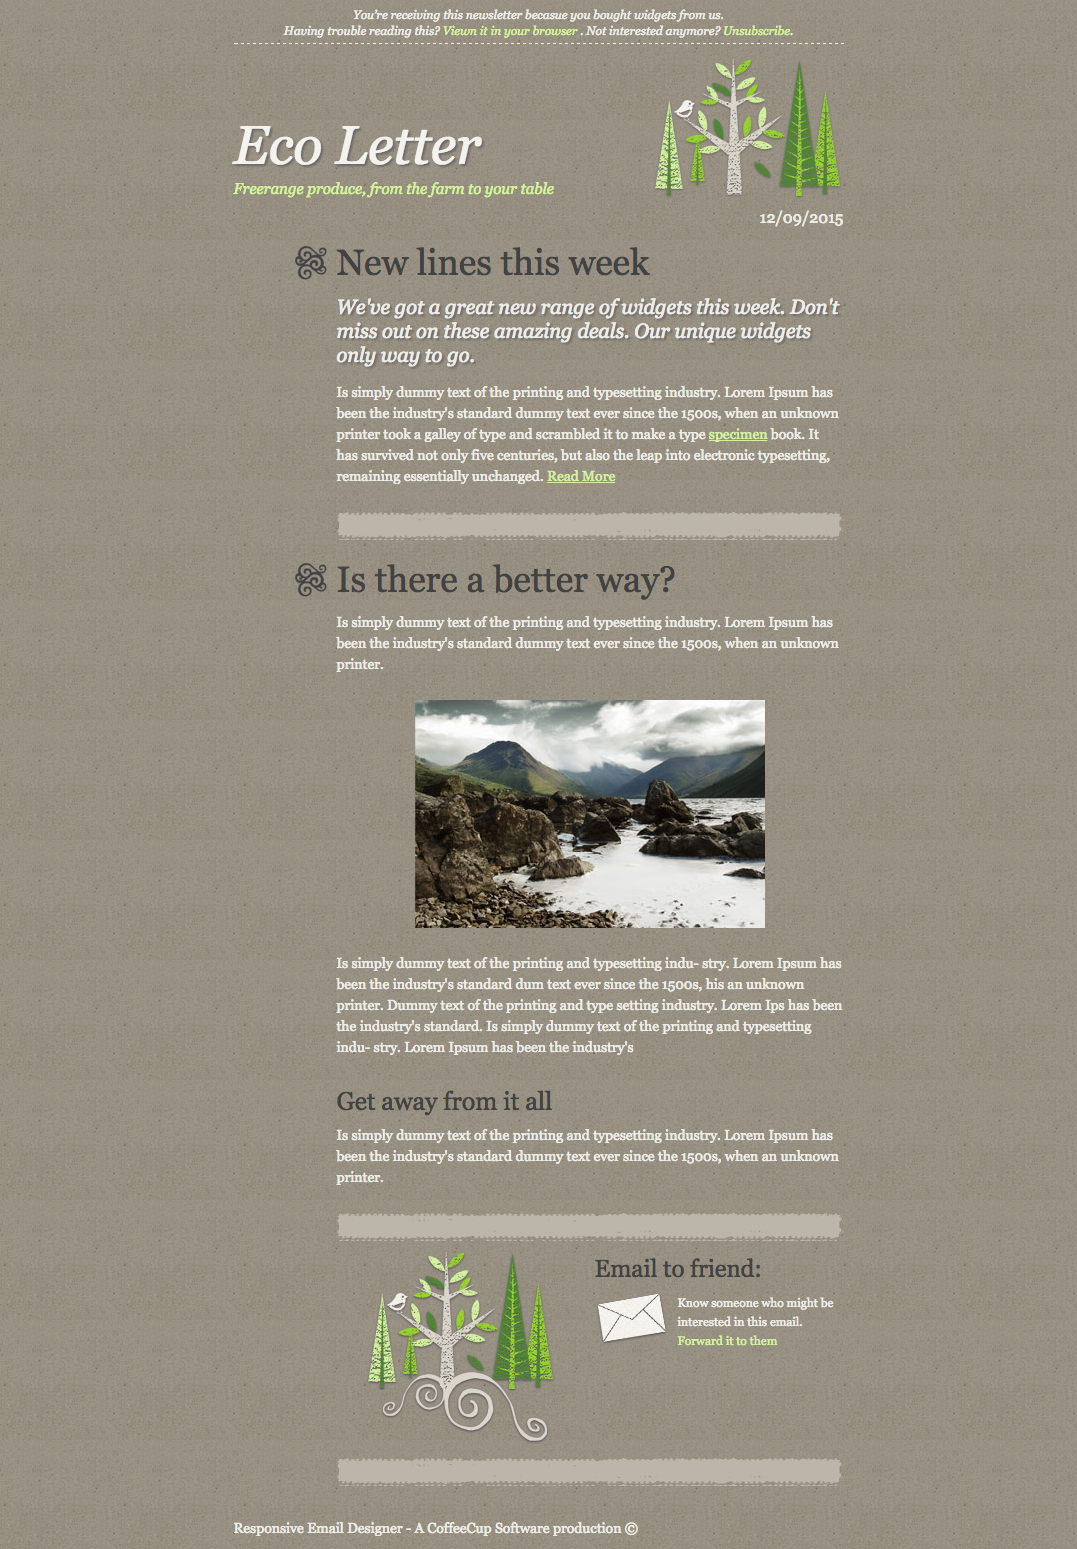 You're receiving this newsletter becasue you bought widgets from us.
Having trouble reading this? Viewn it in your browser . Not interested anymore? Unsubscribe.
Eco Letter
Freerange produce, from the farm to your table
12/09/2015
New lines this week
We've got a great new range of widgets this week. Don't
miss out on these amazing deals. Our unique widgets
only way to go.
Is simply dummy text of the printing and typesetting industry. Lorem Ipsum has
been the industry's standard dummy text ever since the 1500s, when an unknown
printer took a galley of type and scrambled it to make a type specimen book. It
has survived not only five centuries, but also the leap into electronic typesetting,
remaining essentially unchanged. Read More
Is there a better way?
Is simply dummy text of the printing and typesetting industry. Lorem Ipsum has
been the industry's standard dummy text ever since the 1500s, when an unknown
printer.
Is simply dummy text of the printing and typesetting indu- stry. Lorem Ipsum has
been the industry's standard dum text ever since the 1500s, his an unknown
printer. Dummy text of the printing and type setting industry. Lorem Ips has been
the industry's standard. Is simply dummy text of the printing and typesetting
indu- stry. Lorem Ipsum has been the industry's
Get away from it all
Is simply dummy text of the printing and typesetting industry. Lorem Ipsum has
been the industry's standard dummy text ever since the 1500s, when an unknown
printer.
Email to friend:
Know someone who might be
interested in this email.
Forward it to them
Responsive Email Designer - A CoffeeCup Software production ©